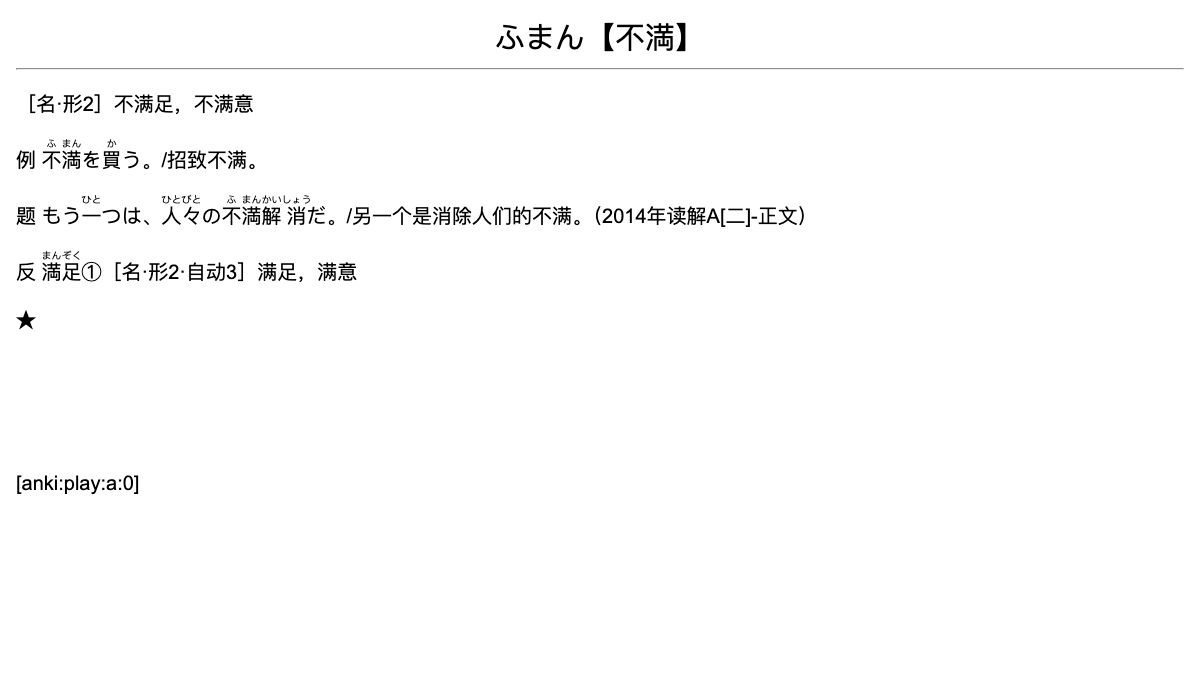 ふまん【不満】
［名·形2］不满足，不满意
ふ まん か
例 不満を買う。/招致不满。
ひと ひとびと ふ まんかいしょう
题 もう一つは、人々の不満解 消だ。/另一个是消除人们的不满。（2014年读解A[二]-正文）
まんぞく
反 満足①［名·形2·自动3］满足，满意
★
[anki:play:a:0]